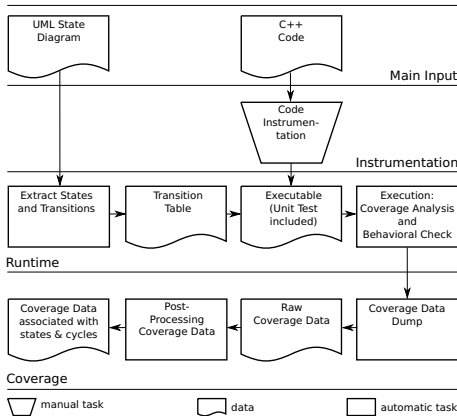 UML State
Diagram
C++
Code
Main Input
Code
Instrumen-
tation
Instrumentation
Extract States
and Transitions
Transition
Table
Executable
(Unit Test
included)
Execution:
Coverage Analysis
and
Behavioral Check
Runtime
Coverage Data
associated with
states & cycles
Post-
Processing
Coverage Data
Raw
Coverage Data
Coverage Data
Dump
Coverage
manual task
data
automatic task